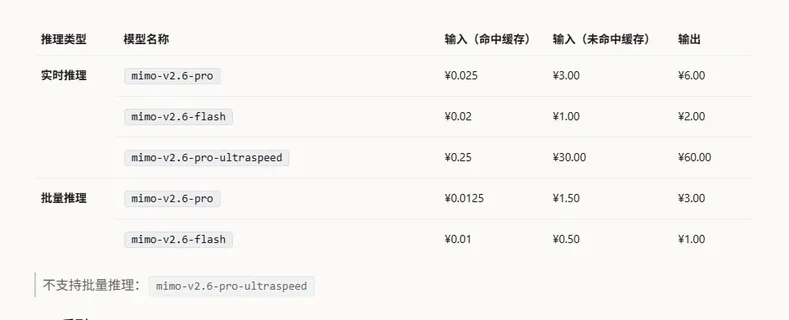 推理类型 模型名称 输入（命中缓存） 输入（未命中缓存） 输出
实时推理 mimo-v2.6-pro ¥0.025 ¥3.00 ¥6.00
mimo-v2.6-flash ¥0.02 ¥1.00 ¥2.00
mimo-v2.6-pro-ultraspeed ¥0.25 ¥30.00 ¥60.00
批量推理 mimo-v2.6-pro ¥0.0125 ¥1.50 ¥3.00
mimo-v2.6-flash ¥0.01 ¥0.50 ¥1.00
不支持批量推理： mimo-v2.6-pro-ultraspeed